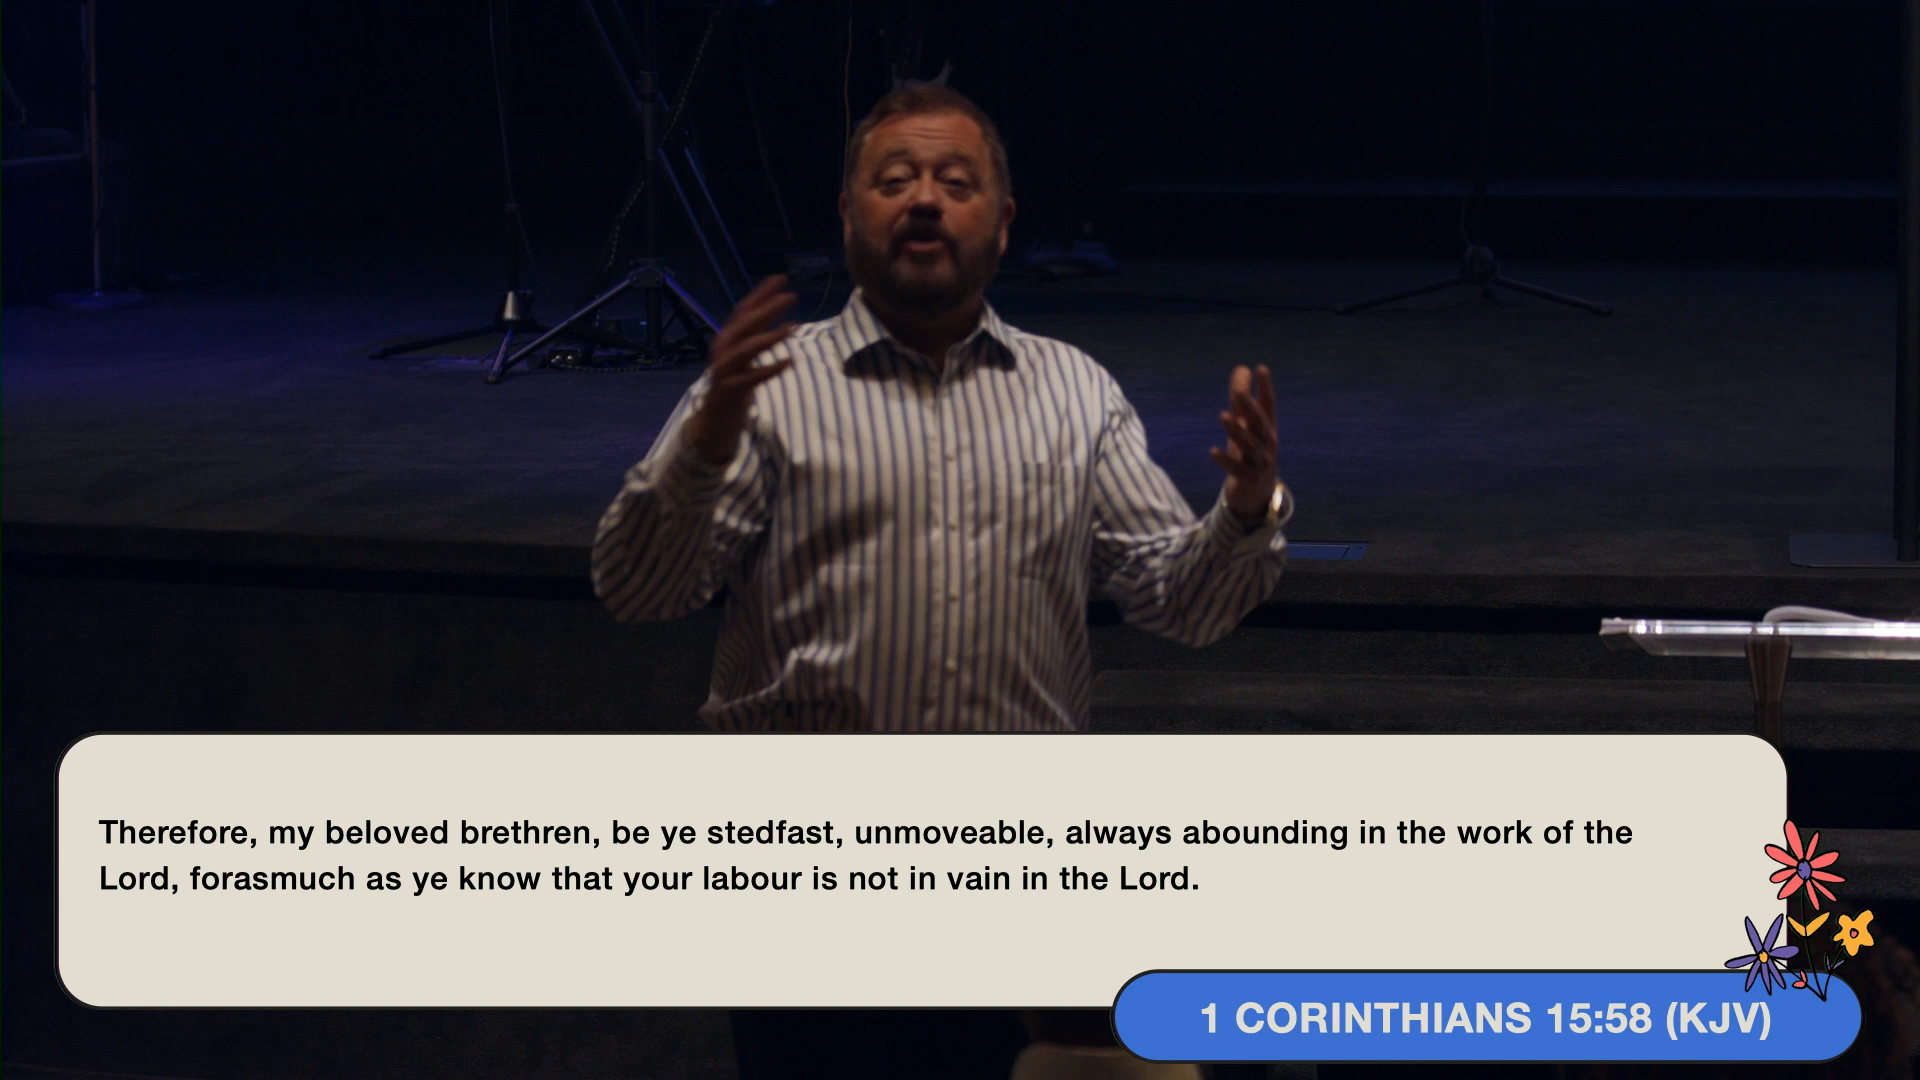 Therefore, my beloved brethren, be ye stedfast, unmoveable, always abounding in the work of the
Lord, forasmuch as ye know that your labour is not in vain in the Lord.
1 CORINTHIANS 15:58 (KJV)